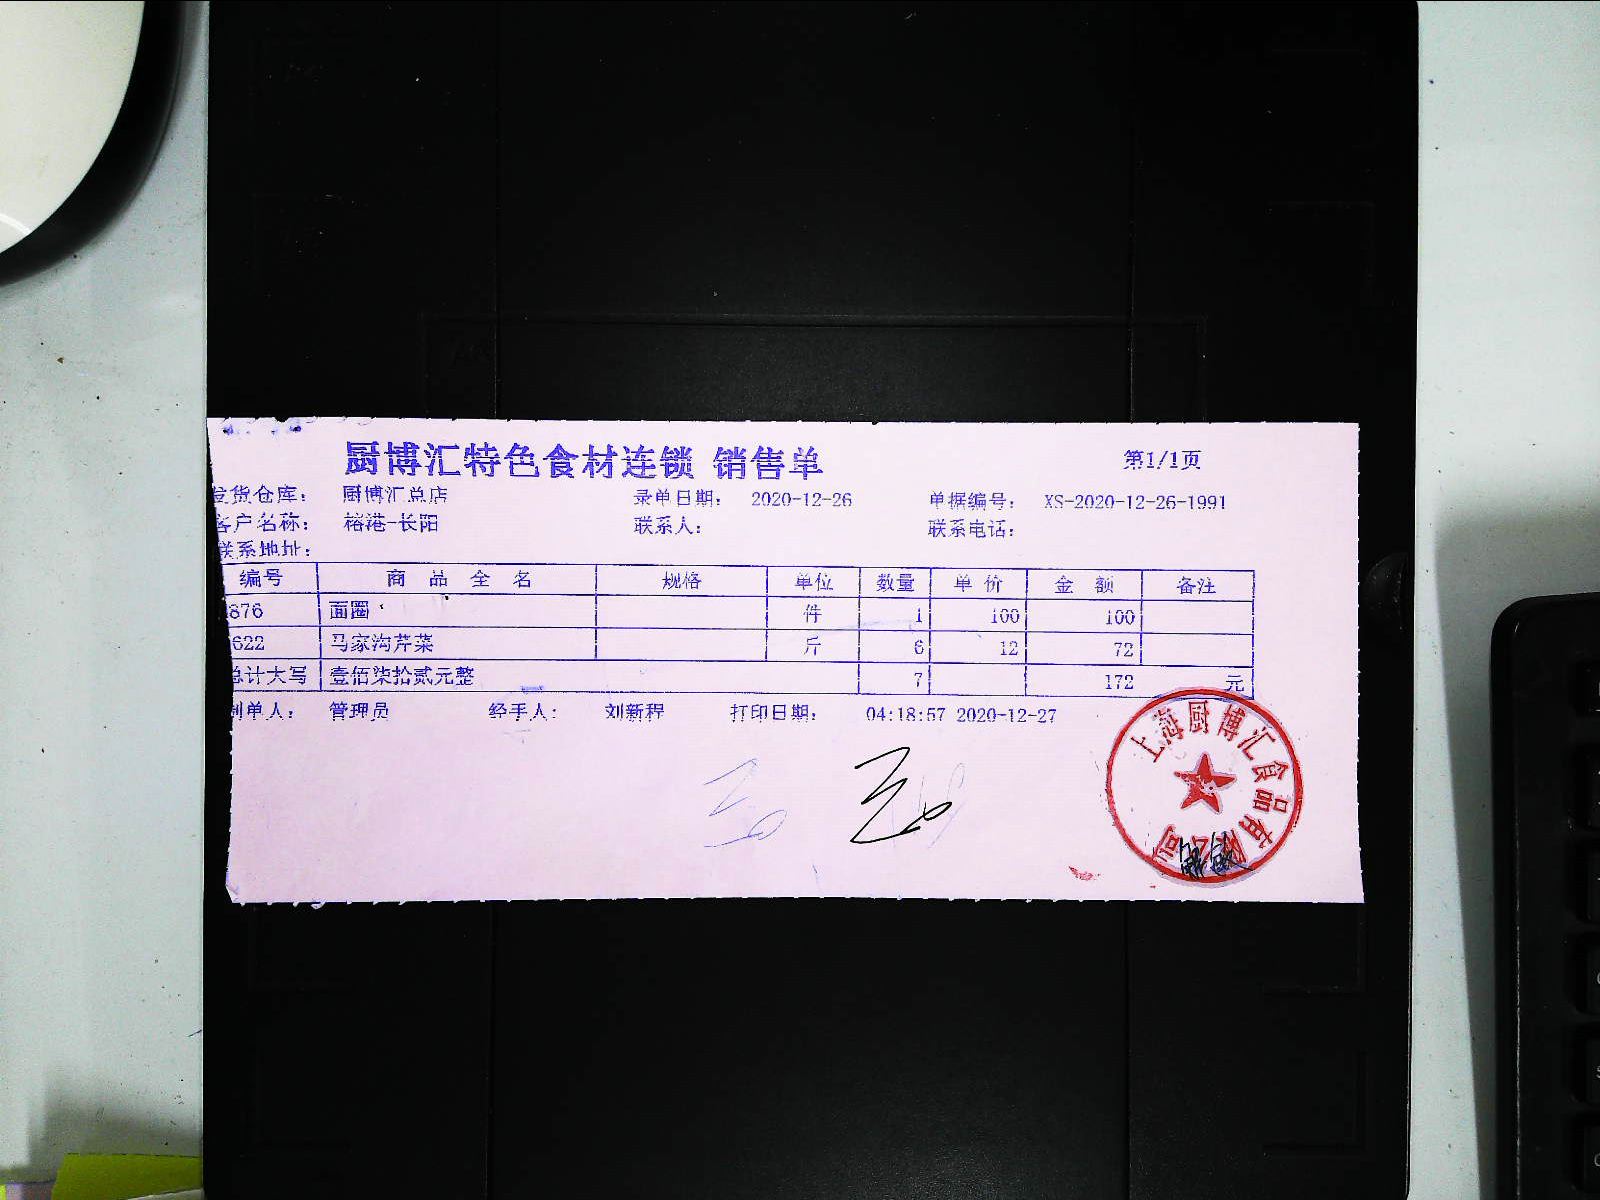 厨博汇特色食材连锁 销售单 第1/1页
发货仓库： 厨博汇总店 录单日期： 2020-12-26 单据编号： XS-2020-12-26-1991
客户名称： 榕港-长阳 联系人： 联系电话：
联系地址：
编号 商品全名 规格 单位 数量 单价 金额 备注
876 面圈 件 1 100 100
622 马家沟芹菜 斤 6 12 72
总计大写 壹佰柒拾贰元整 7 172 元
制单人： 管理员 经手人： 刘新程 打印日期： 04:18:57 2020-12-27
上海厨博汇食品有限公司